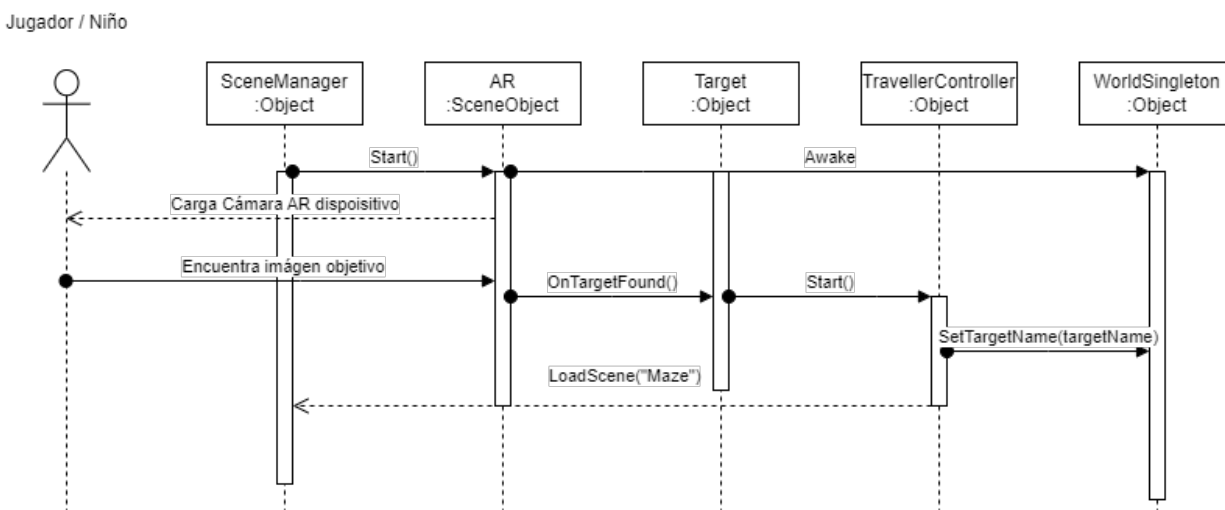 Jugador / Niño
SceneManager
:Object
AR
:SceneObject
Target
:Object
TravellerController
:Object
WorldSingleton
:Object
Start()
Awake
Carga Cámara AR dispoisitivo
Encuentra imágen objetivo
OnTargetFound()
Start()
SetTargetName(targetName)
LoadScene("Maze")